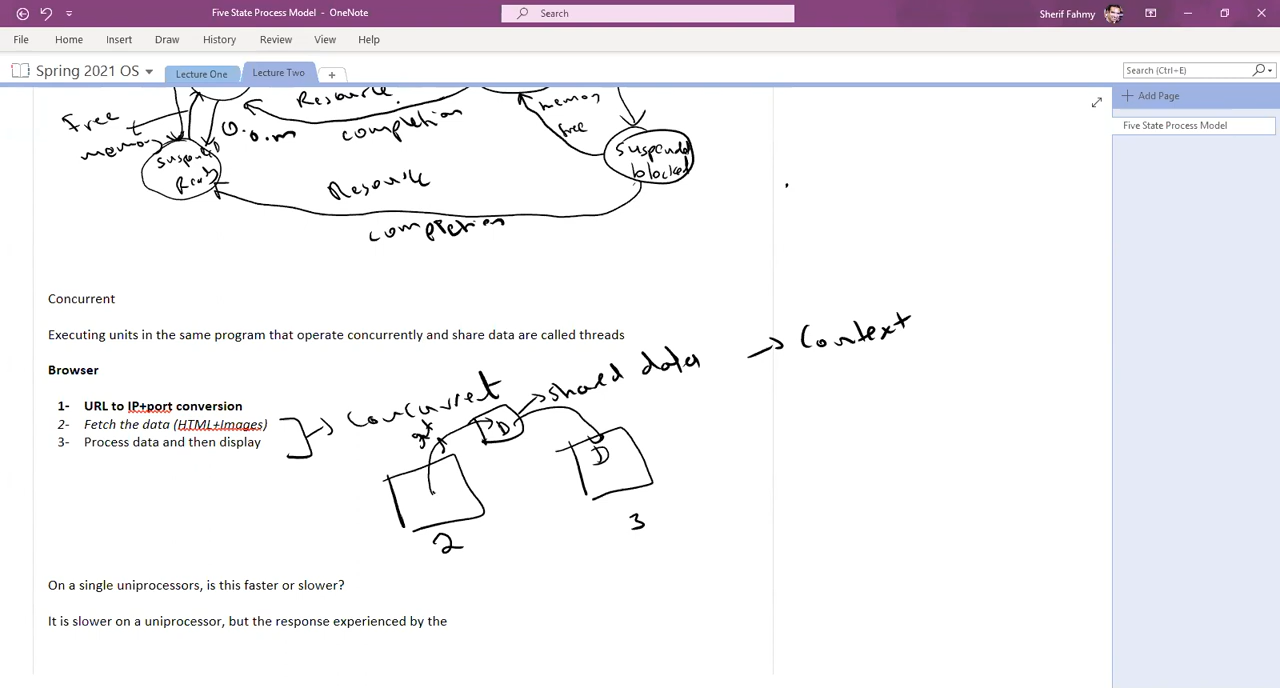 Five State Process Model - OneNote
Search
Sherif Fahmy
File Home Insert Draw History Review View Help
Spring 2021 OS
Lecture One
Lecture Two
+
Search (Ctrl+E)
+ Add Page
Five State Process Model
Free
memory
O.o.m
Resource
completion
memory
free
suspended
Ready
suspended
blocked
Resource
completion
Concurrent
Executing units in the same program that operate concurrently and share data are called threads
Browser
1- URL to IP+port conversion
2- Fetch the data (HTML+Images)
3- Process data and then display
concurrent
shared data
Context
D
D
2
3
On a single uniprocessors, is this faster or slower?
It is slower on a uniprocessor, but the response experienced by the